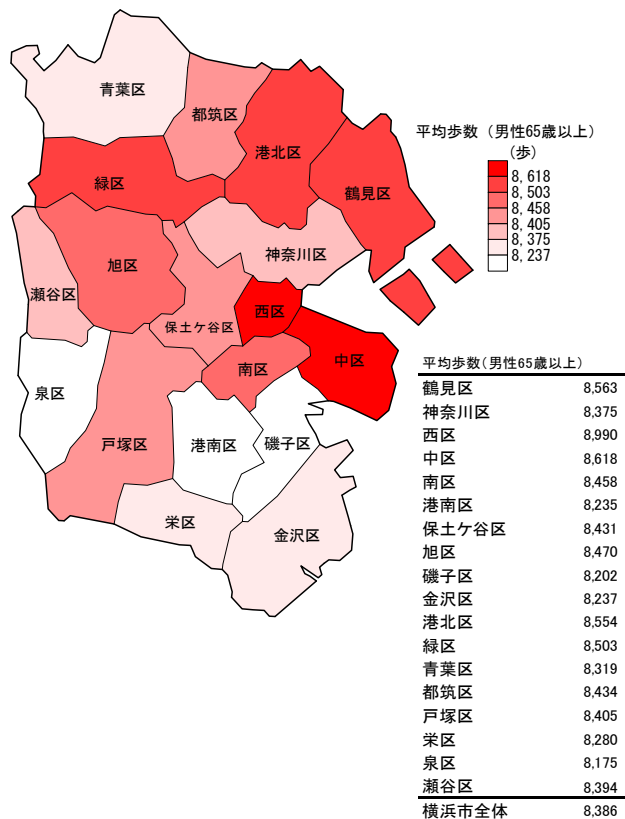 青葉区
都筑区
港北区
鶴見区
緑区
神奈川区
旭区
瀬谷区
保土ケ谷区
西区
中区
南区
泉区
戸塚区
港南区
磯子区
栄区
金沢区
平均歩数（男性65歳以上）
（歩）
8,618
8,503
8,458
8,405
8,375
8,237
平均歩数（男性65歳以上）
鶴見区 8,563
神奈川区 8,375
西区 8,990
中区 8,618
南区 8,458
港南区 8,235
保土ケ谷区 8,431
旭区 8,470
磯子区 8,202
金沢区 8,237
港北区 8,554
緑区 8,503
青葉区 8,319
都筑区 8,434
戸塚区 8,405
栄区 8,280
泉区 8,175
瀬谷区 8,394
横浜市全体 8,386